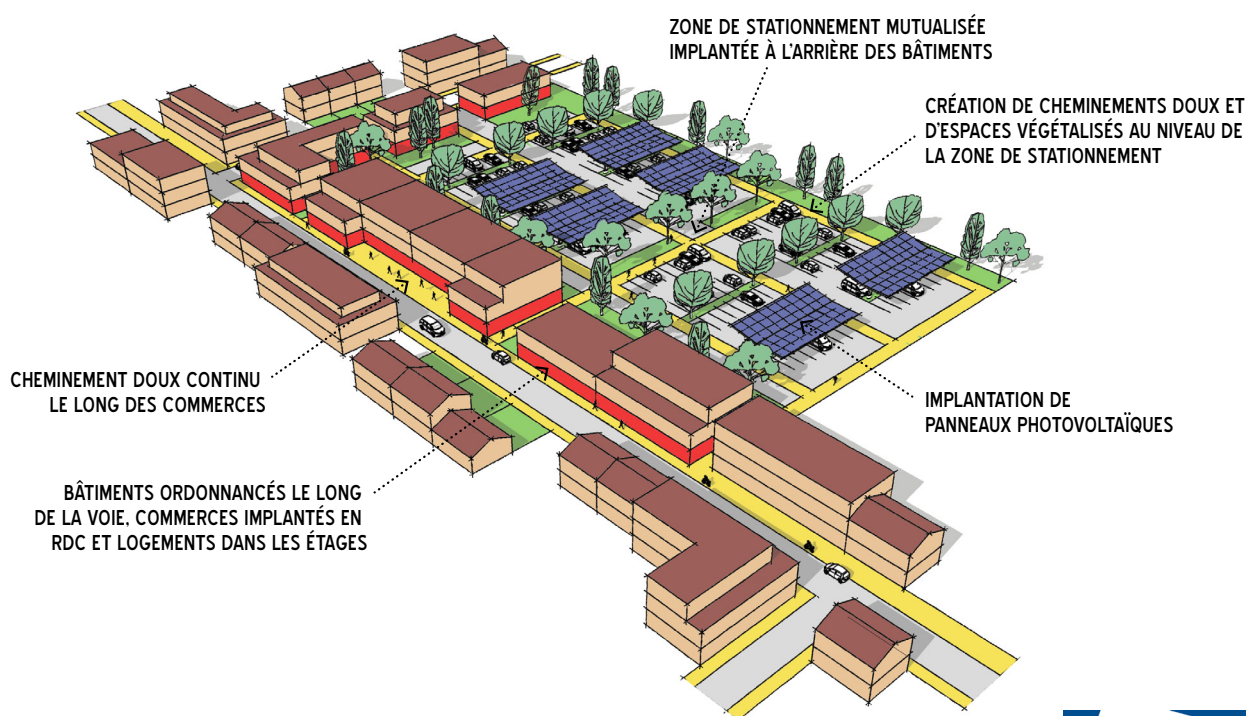 ZONE DE STATIONNEMENT MUTUALISÉE
IMPLANTÉE À L'ARRIÈRE DES BÂTIMENTS
CRÉATION DE CHEMINEMENTS DOUX ET
D'ESPACES VÉGÉTALISÉS AU NIVEAU DE
LA ZONE DE STATIONNEMENT
CHEMINEMENT DOUX CONTINU
LE LONG DES COMMERCES
IMPLANTATION DE
PANNEAUX PHOTOVOLTAÏQUES
BÂTIMENTS ORDONNANCÉS LE LONG
DE LA VOIE, COMMERCES IMPLANTÉS EN
RDC ET LOGEMENTS DANS LES ÉTAGES